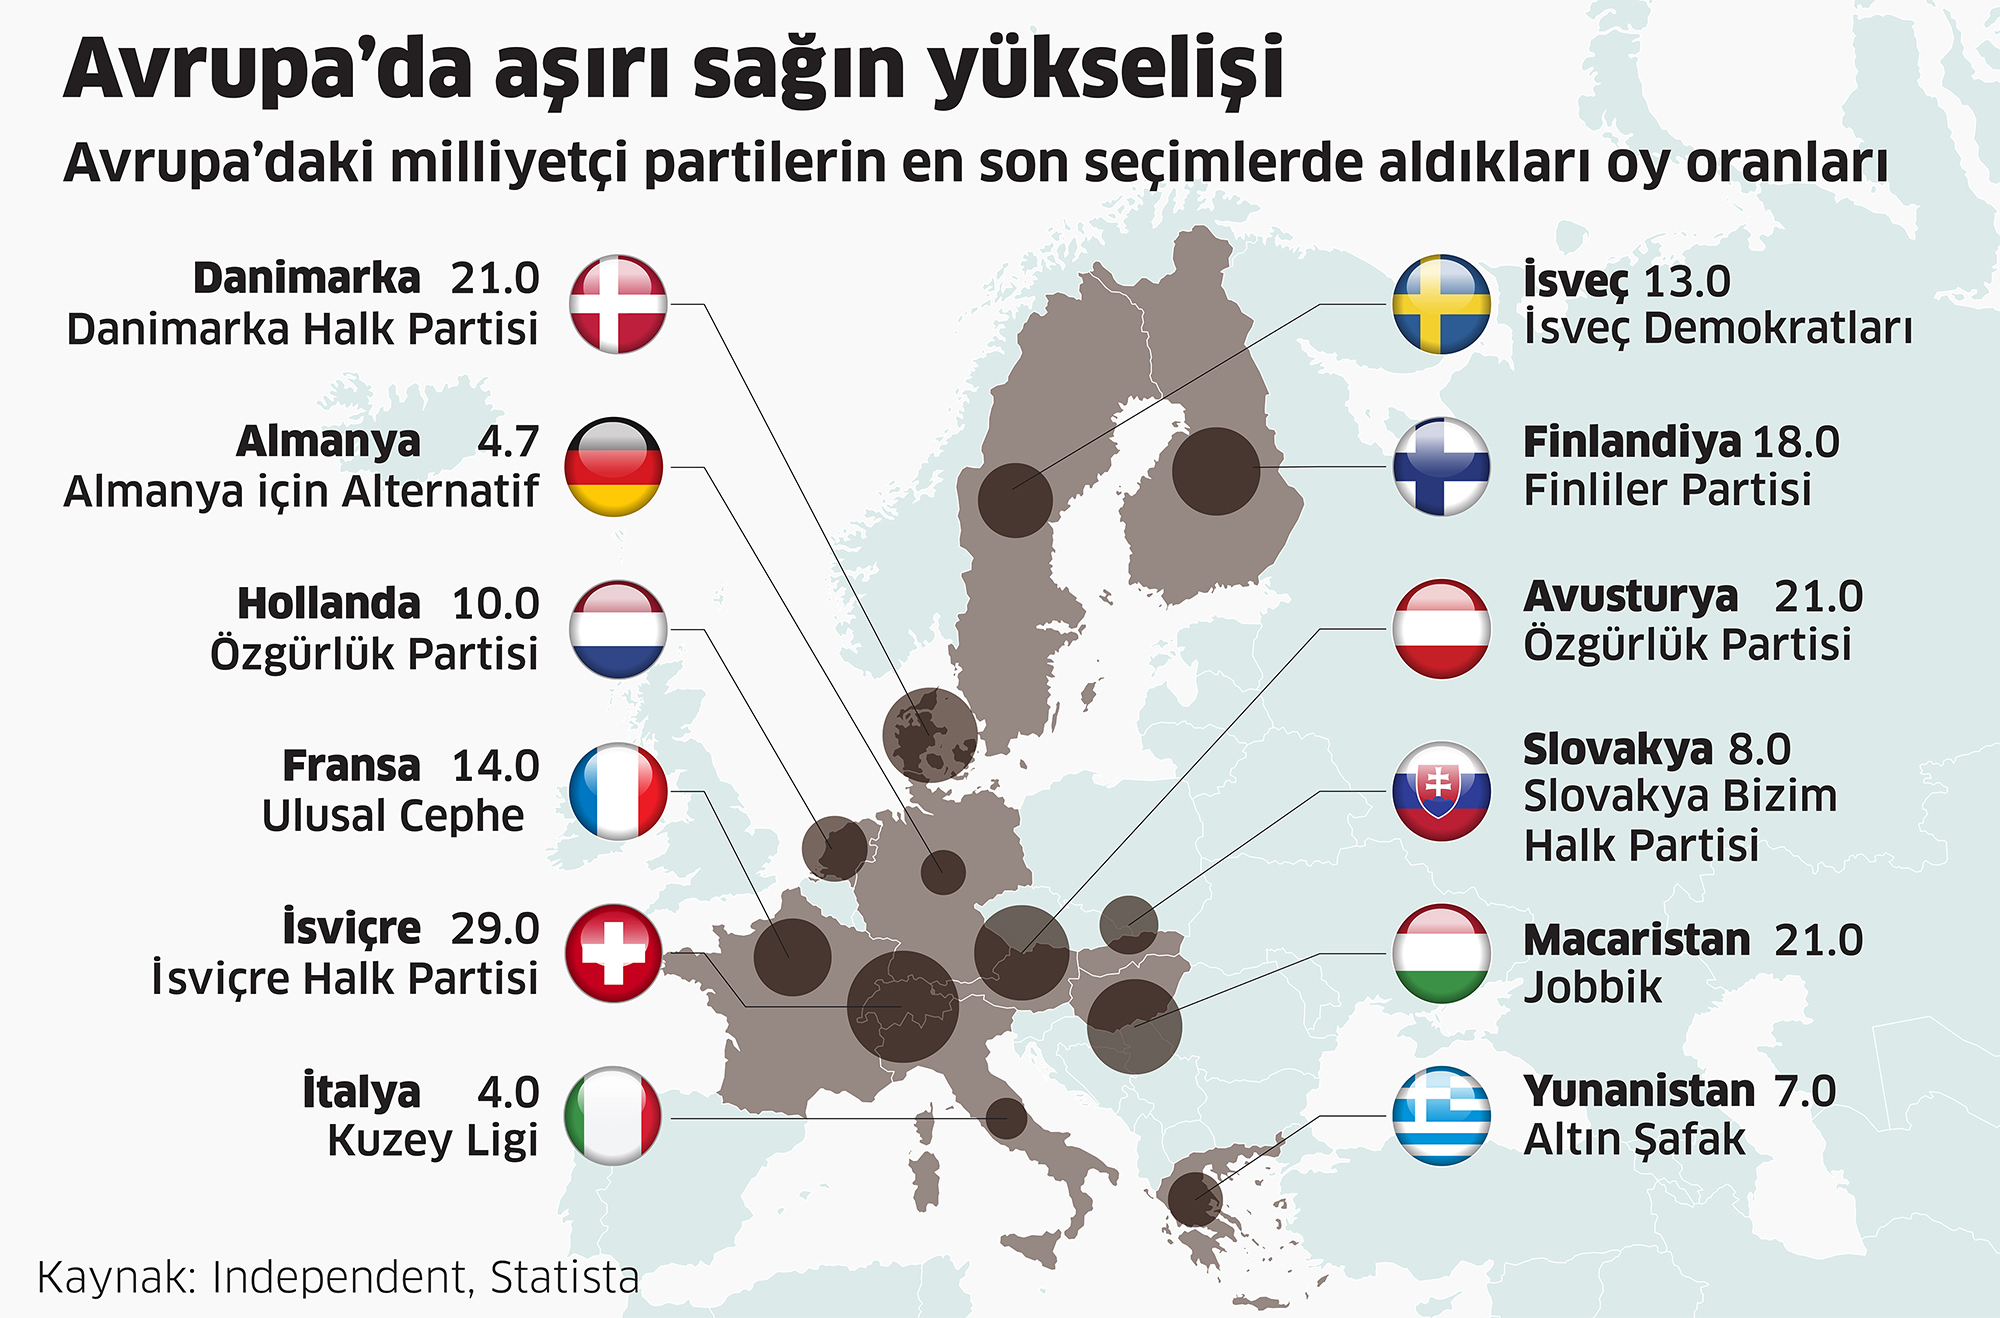 Avrupa’da aşırı sağın yükselişi
Avrupa’daki milliyetçi partilerin en son seçimlerde aldıkları oy oranları
Danimarka 21.0
Danimarka Halk Partisi
Almanya 4.7
Almanya için Alternatif
Hollanda 10.0
Özgürlük Partisi
Fransa 14.0
Ulusal Cephe
İsviçre 29.0
İsviçre Halk Partisi
İtalya 4.0
Kuzey Ligi
İsveç 13.0
İsveç Demokratları
Finlandiya 18.0
Finliler Partisi
Avusturya 21.0
Özgürlük Partisi
Slovakya 8.0
Slovakya Bizim
Halk Partisi
Macaristan 21.0
Jobbik
Yunanistan 7.0
Altın Şafak
Kaynak: Independent, Statista